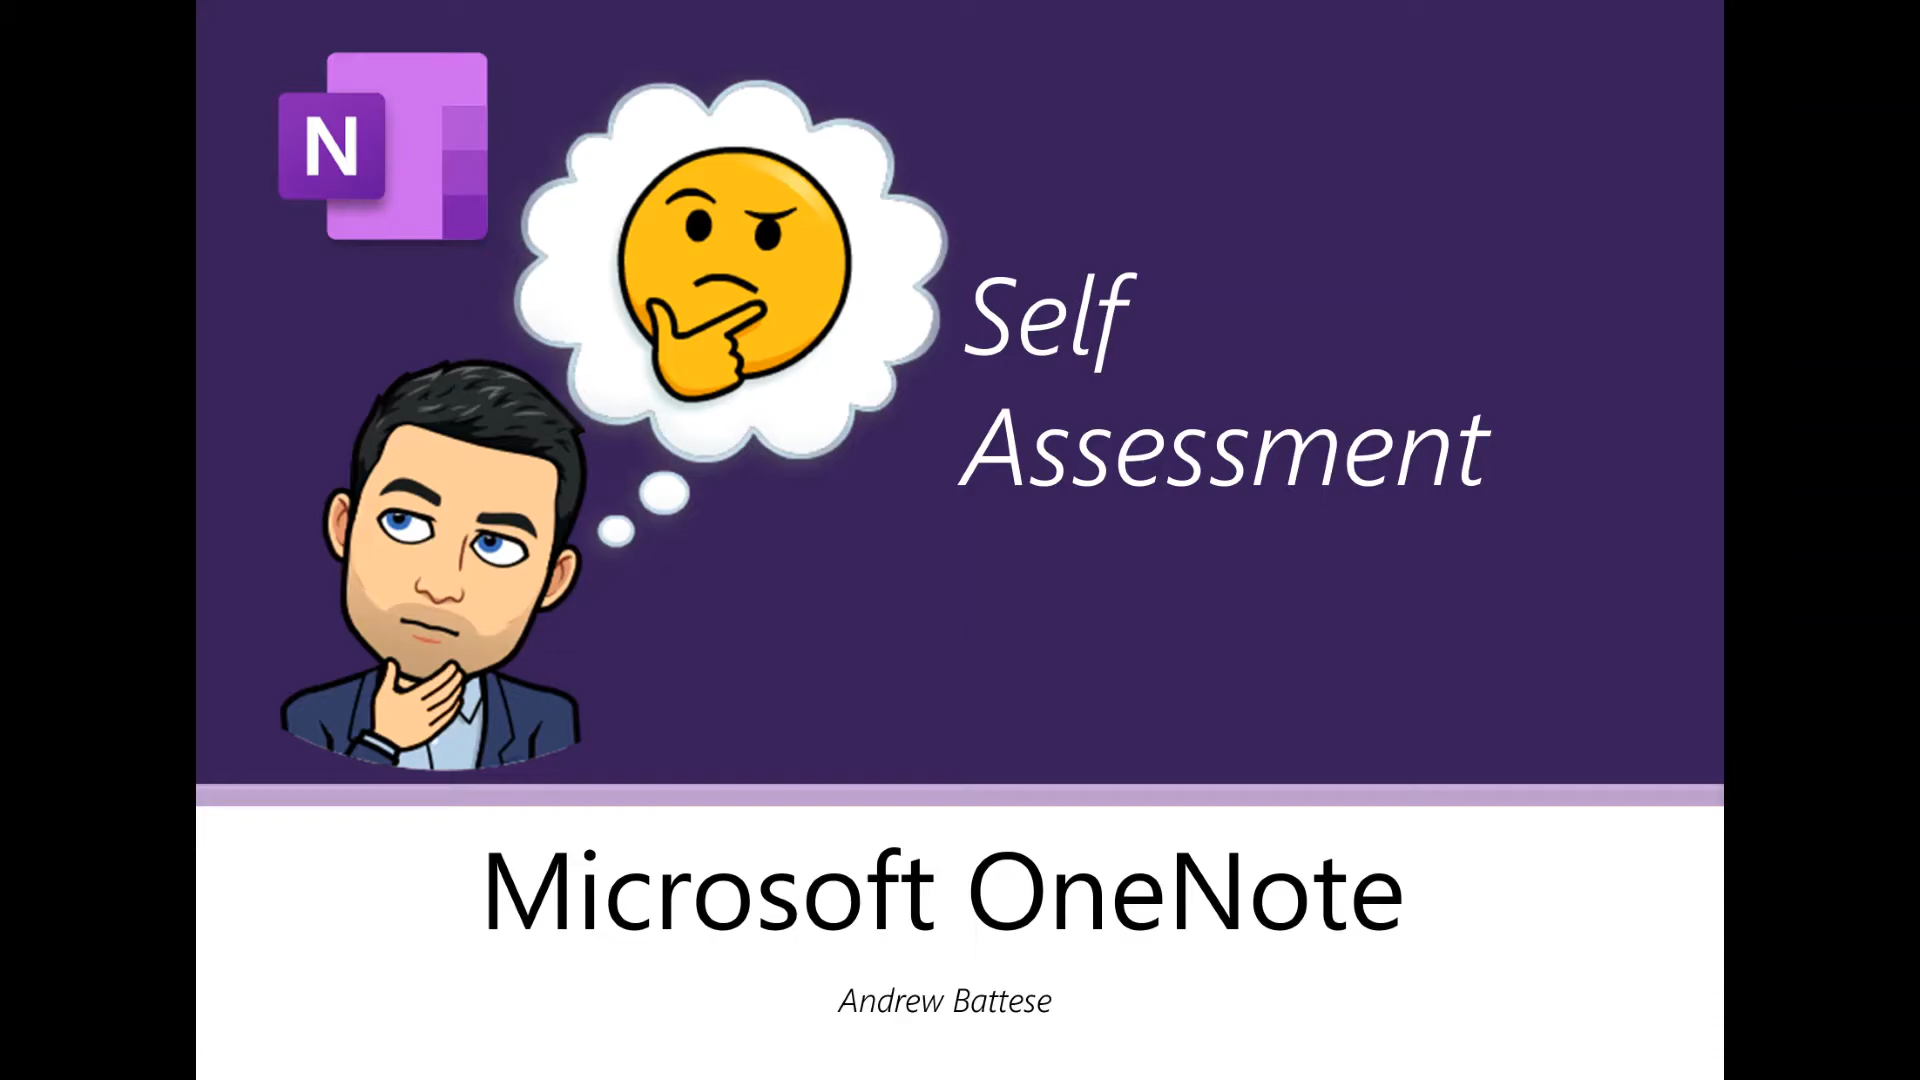 N
Self
Assessment
Microsoft OneNote
Andrew Battese